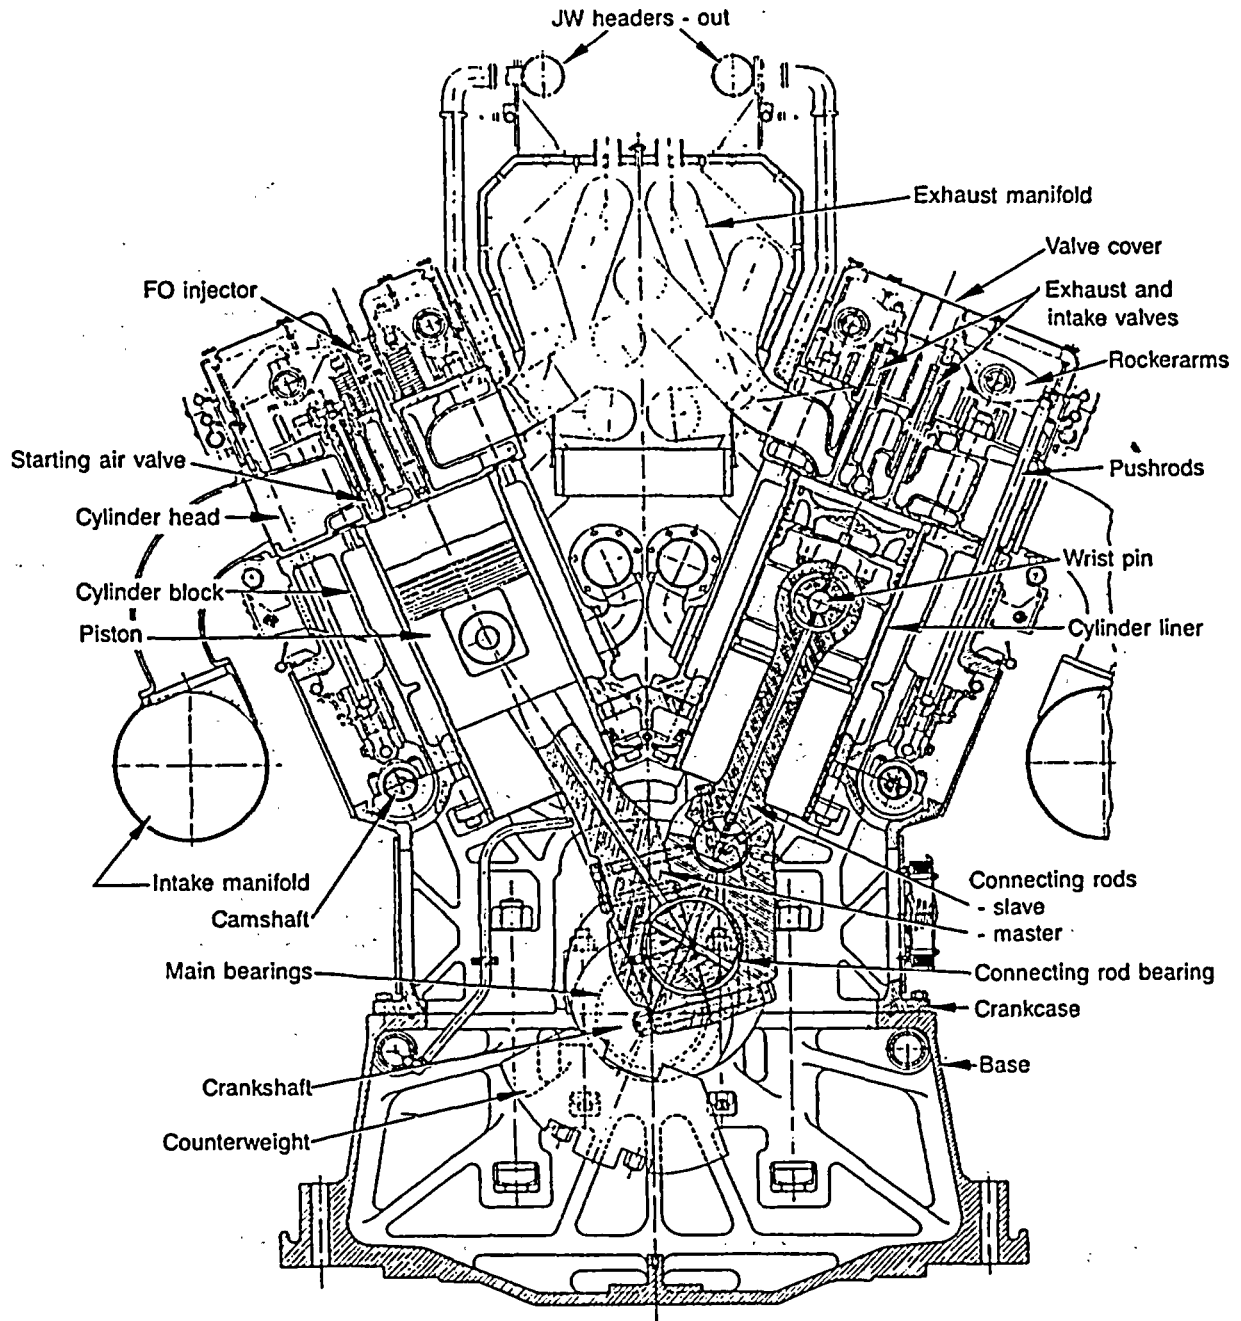 JW headers - out
Exhaust manifold
Valve cover
FO injector
Exhaust and
intake valves
Rockerarms
Starting air valve
Pushrods
Cylinder head
Wrist pin
Cylinder block
Piston
Cylinder liner
Intake manifold
Connecting rods
- slave
- master
Camshaft
Main bearings
Connecting rod bearing
Crankcase
Base
Crankshaft
Counterweight